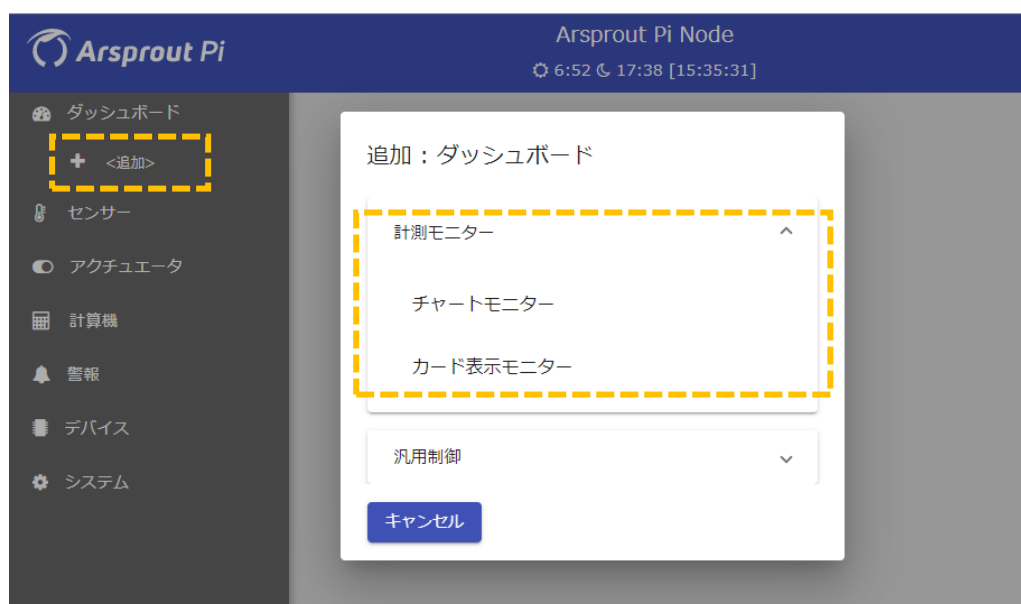 Arsprout Pi
Arsprout Pi Node
6:52 17:38 [15:35:31]
ダッシュボード
<追加>
センサー
アクチュエータ
計算機
警報
デバイス
システム
追加：ダッシュボード
計測モニター
チャートモニター
カード表示モニター
汎用制御
キャンセル